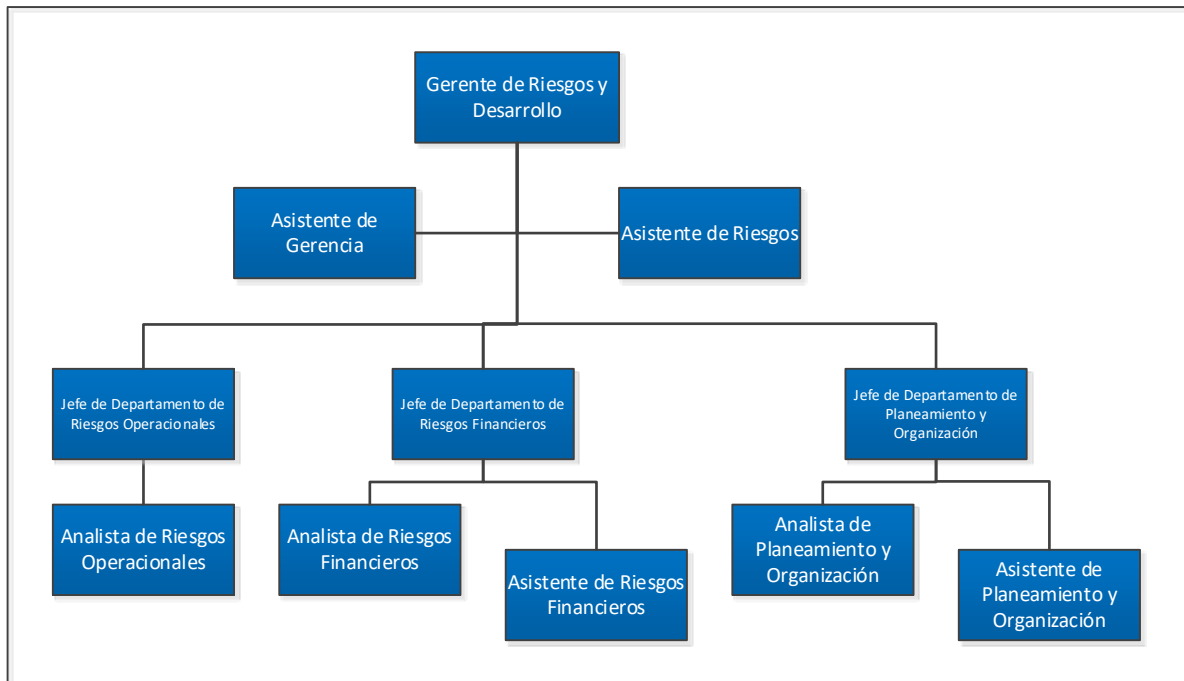 Gerente de Riesgos y
Desarrollo
Asistente de
Gerencia
Asistente de Riesgos
Jefe de Departamento de
Riesgos Operacionales
Jefe de Departamento de
Riesgos Financieros
Jefe de Departamento de
Planeamiento y
Organización
Analista de Riesgos
Operacionales
Analista de Riesgos
Financieros
Asistente de Riesgos
Financieros
Analista de
Planeamiento y
Organización
Asistente de
Planeamiento y
Organización